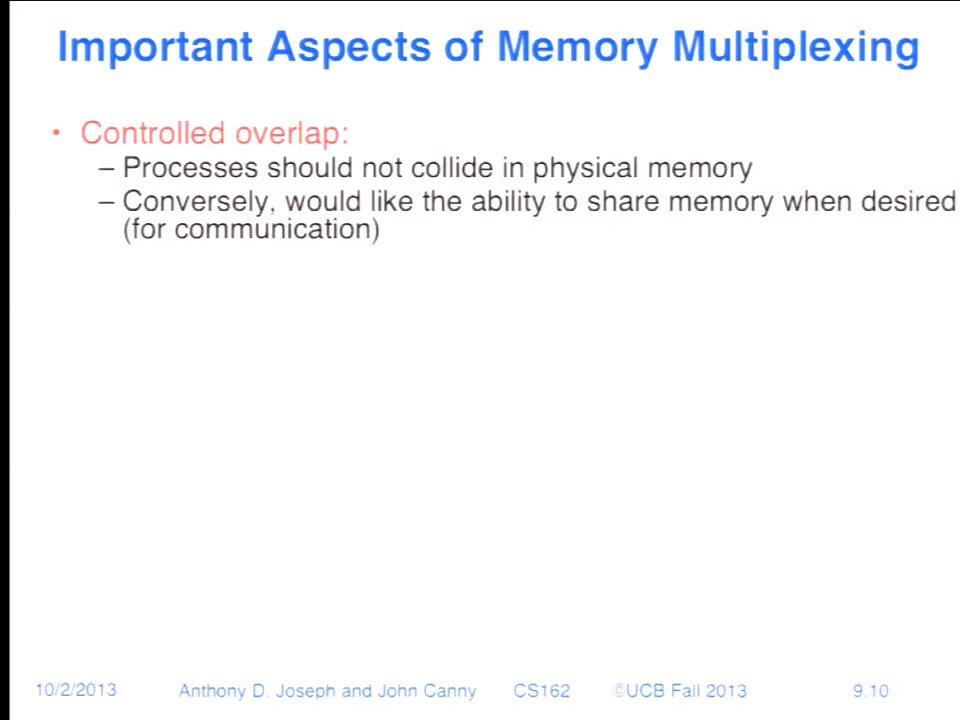 Important Aspects of Memory Multiplexing
• Controlled overlap:
– Processes should not collide in physical memory
– Conversely, would like the ability to share memory when desired
(for communication)
10/2/2013 Anthony D. Joseph and John Canny CS162 ©UCB Fall 2013 9.10